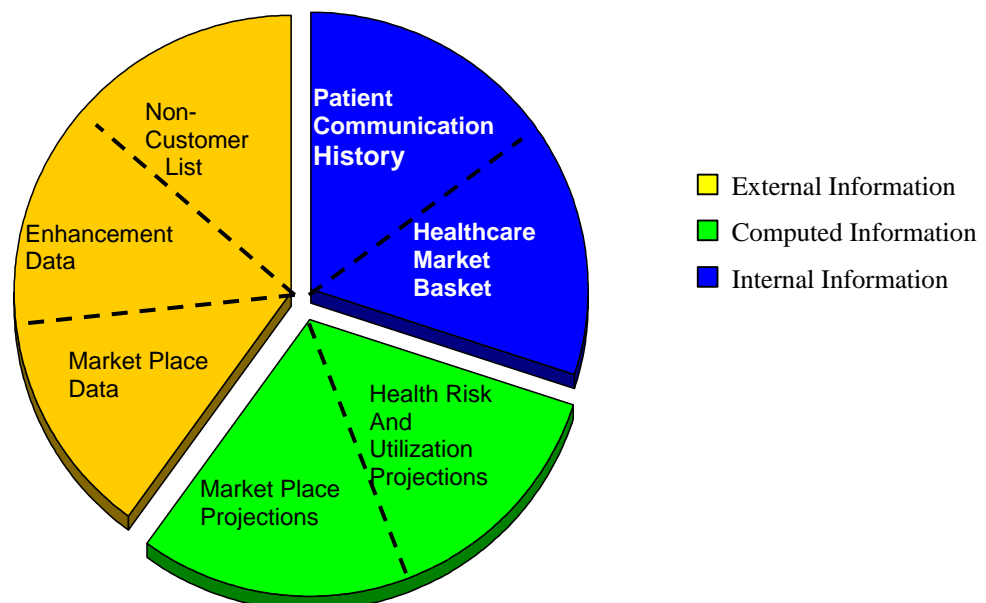 Non-
Customer
List
Enhancement
Data
Market Place
Data
Patient
Communication
History
Healthcare
Market
Basket
Health Risk
And
Utilization
Projections
Market Place
Projections
External Information
Computed Information
Internal Information